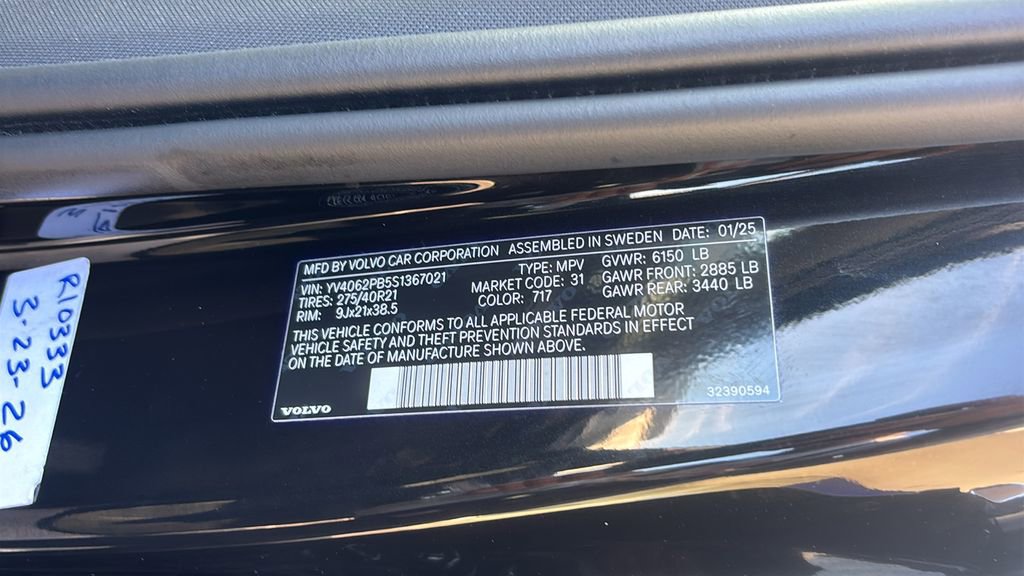 MFD BY VOLVO CAR CORPORATION ASSEMBLED IN SWEDEN DATE: 01/25
VIN: YV4062PB5S1367021 TYPE: MPV GVWR: 6150 LB
TIRES: 275/40R21 MARKET CODE: 31 GAWR FRONT: 2885 LB
RIM: 9Jx21x38.5 COLOR: 717 GAWR REAR: 3440 LB
THIS VEHICLE CONFORMS TO ALL APPLICABLE FEDERAL MOTOR
VEHICLE SAFETY AND THEFT PREVENTION STANDARDS IN EFFECT
ON THE DATE OF MANUFACTURE SHOWN ABOVE.
VOLVO
32390594
R10333
3-23-26